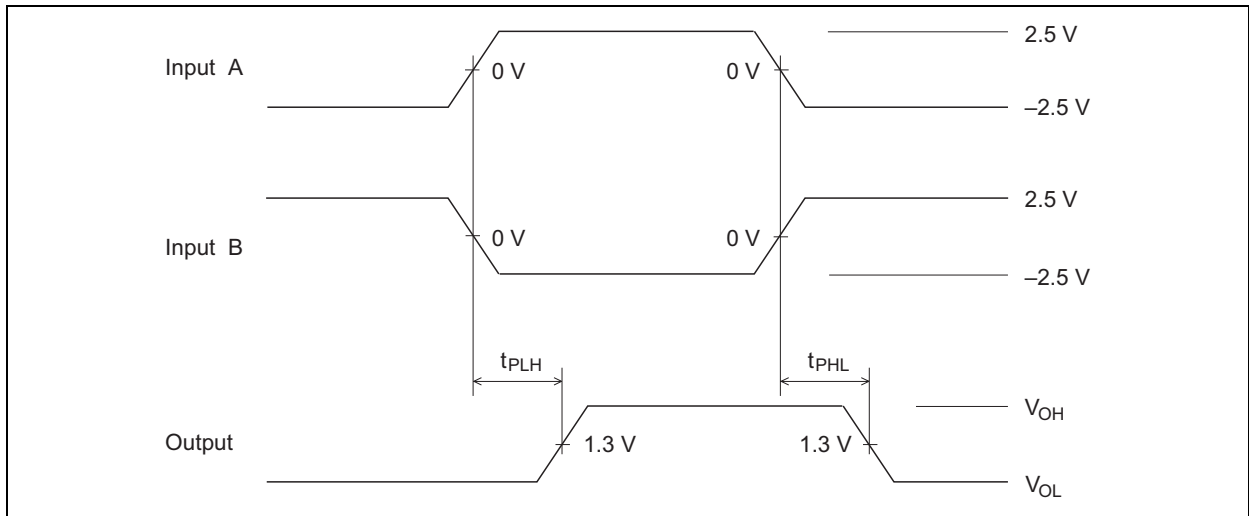 2.5 V
Input A
0 V
0 V
–2.5 V
2.5 V
Input B
0 V
0 V
–2.5 V
tPLH
tPHL
VOH
Output
1.3 V
1.3 V
VOL